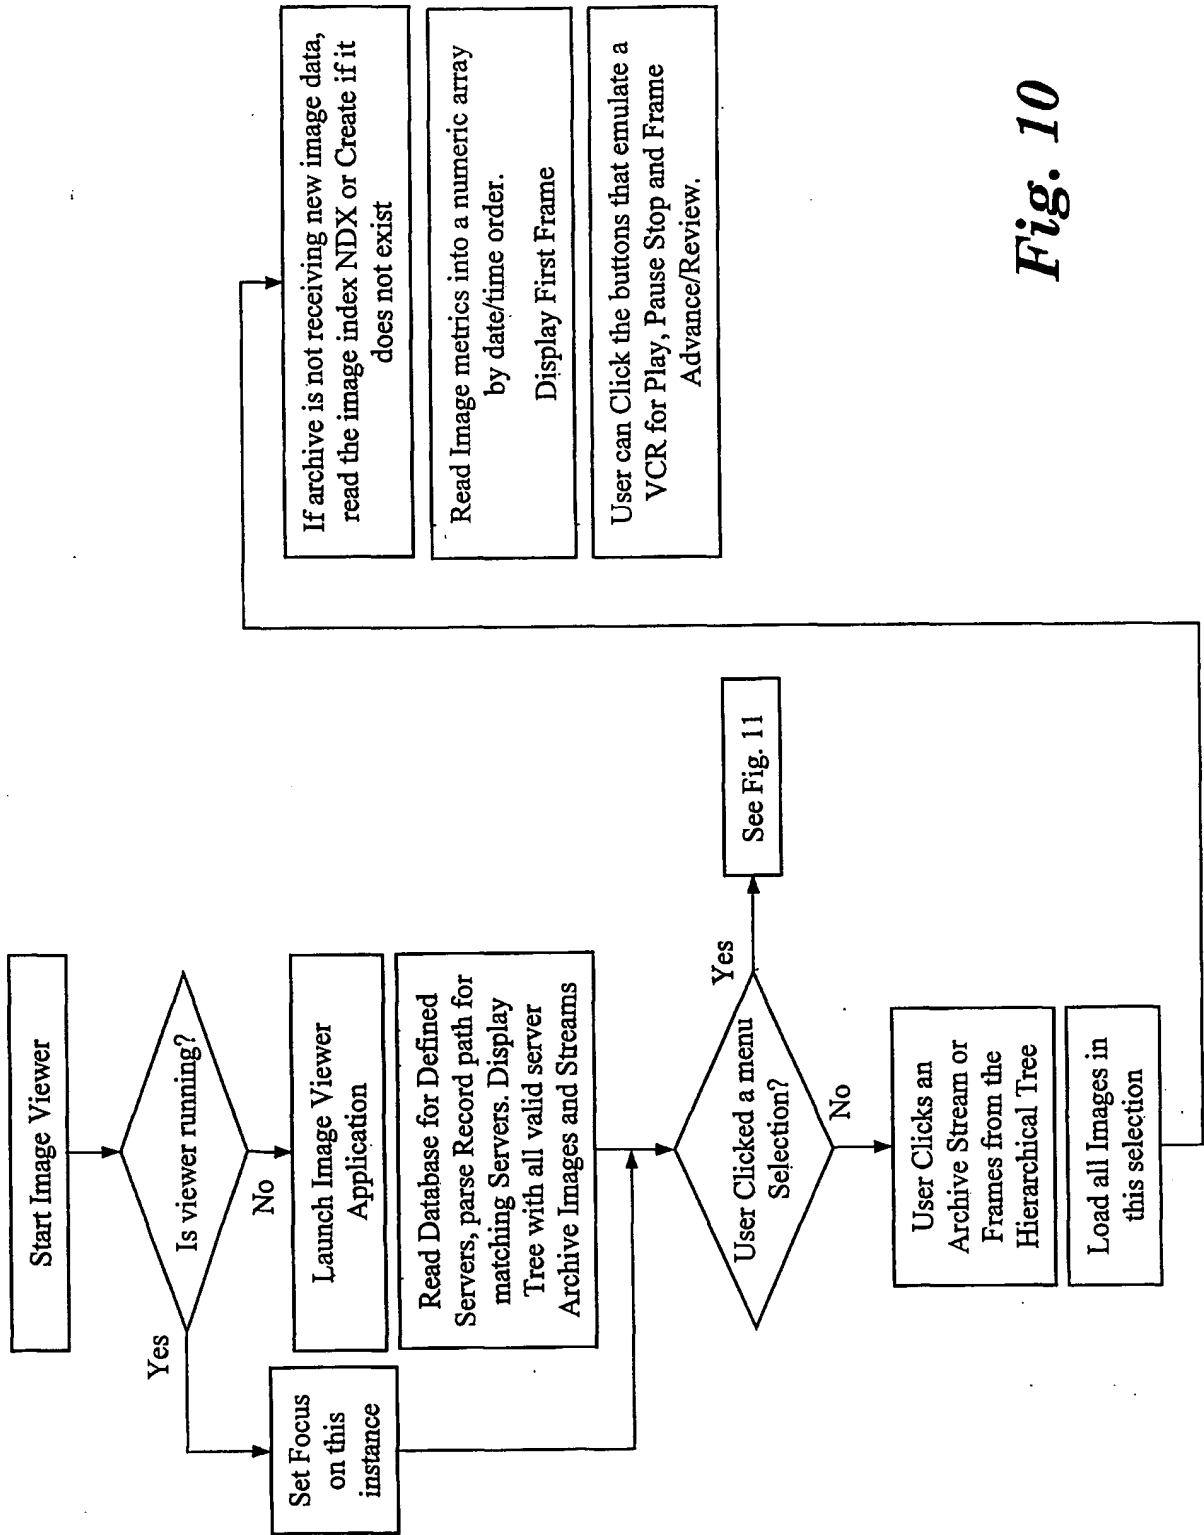 Start Image Viewer
Is viewer running?
Yes
No
Set Focus
on this
instance
Launch Image Viewer
Application
Read Database for Defined
Servers, parse Record path for
matching Servers. Display
Tree with all valid server
Archive Images and Streams
User Clicked a menu
Selection?
Yes
See Fig. 11
No
User Clicks an
Archive Stream or
Frames from the
Hierarchical Tree
Load all Images in
this selection
If archive is not receiving new image data,
read the image index NDX or Create if it
does not exist
Read Image metrics into a numeric array
by date/time order.
Display First Frame
User can Click the buttons that emulate a
VCR for Play, Pause Stop and Frame
Advance/Review.
Fig. 10